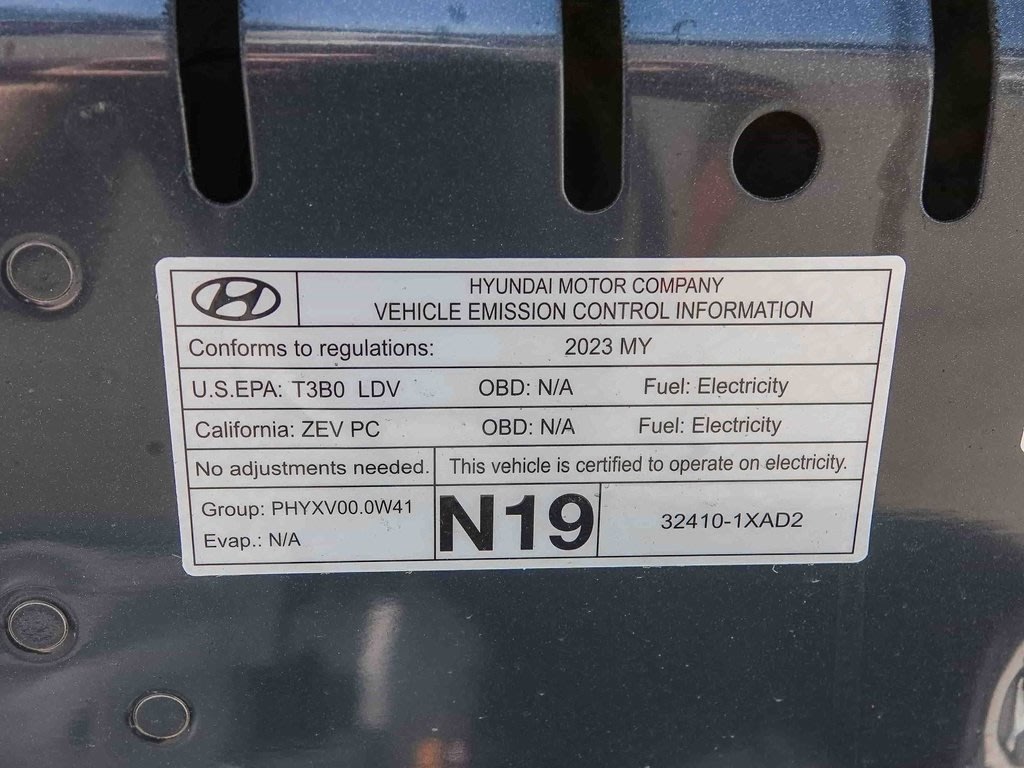 HYUNDAI MOTOR COMPANY
VEHICLE EMISSION CONTROL INFORMATION
Conforms to regulations: 2023 MY
U.S.EPA: T3B0 LDV OBD: N/A Fuel: Electricity
California: ZEV PC OBD: N/A Fuel: Electricity
No adjustments needed. This vehicle is certified to operate on electricity.
Group: PHYXV00.0W41
Evap.: N/A
N19
32410-1XAD2